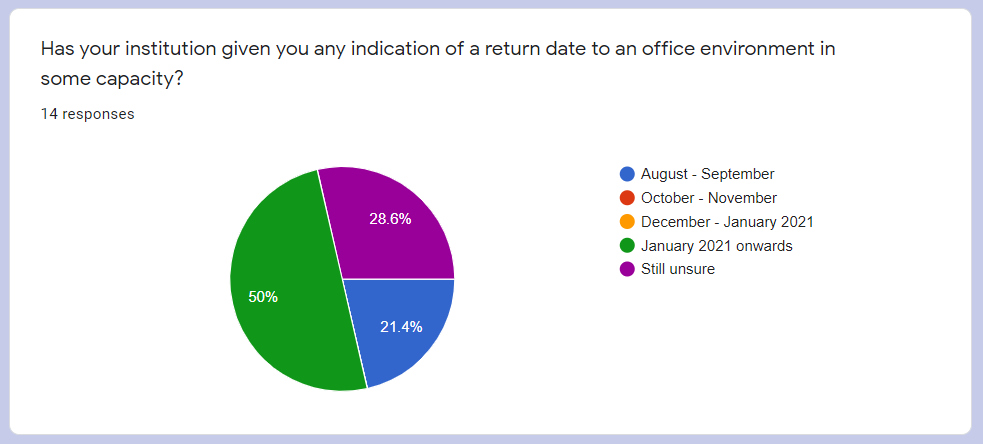 Has your institution given you any indication of a return date to an office environment in
some capacity?
14 responses
28.6%
50%
21.4%
August - September
October - November
December - January 2021
January 2021 onwards
Still unsure